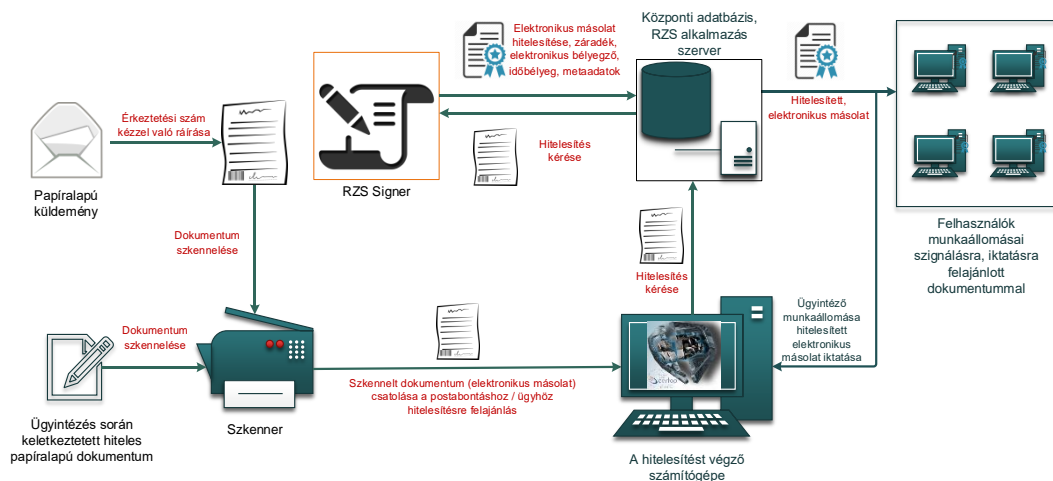 Elektronikus másolat
hitelesítése, záradék,
elektronikus bélyegző,
időbélyeg, metaadatok
Központi adatbázis,
RZS alkalmazás
szerver
Érkeztetési szám
kézzel való ráírása
Hitelesített,
elektronikus másolat
Hitelesítés
kérése
Papíralapú
küldemény
RZS Signer
Felhasználók
munkaállomásai
szignálásra, iktatásra
felajánlott
dokumentummal
Dokumentum
szkennelése
Hitelesítés
kérése
Ügyintéző
munkaállomása
hitelesített
elektronikus
másolat iktatása
Dokumentum
szkennelése
Szkennelt dokumentum (elektronikus másolat)
csatolása a postabontáshoz / ügyhöz
hitelesítésre felajánlás
Ügyintézés során
keletkeztetett hiteles
papíralapú dokumentum
Szkenner
A hitelesítést végző
számítógépe